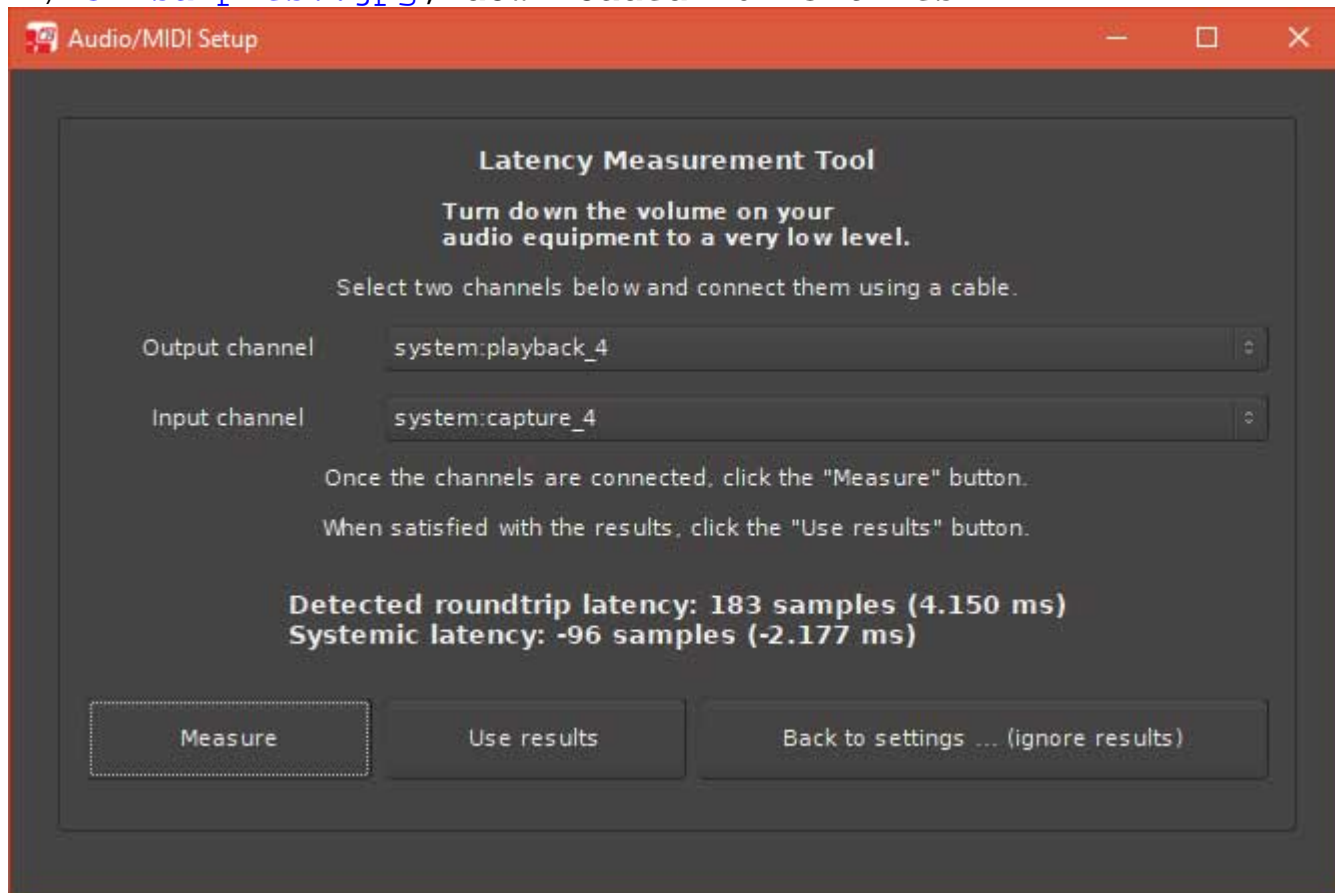 Audio/MIDI Setup
Latency Measurement Tool
Turn down the volume on your
audio equipment to a very low level.
Select two channels below and connect them using a cable.
Output channel system:playback_4
Input channel system:capture_4
Once the channels are connected, click the "Measure" button.
When satisfied with the results, click the "Use results" button.
Detected roundtrip latency: 183 samples (4.150 ms)
Systemic latency: -96 samples (-2.177 ms)
Measure Use results Back to settings ... (ignore results)